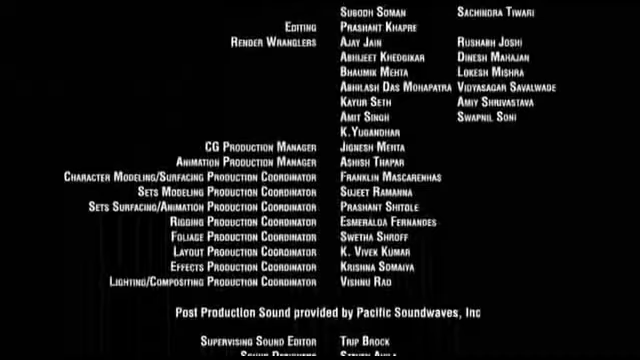 Subodh Soman Sachindra Tiwari
Editing Prashant Khapre
Render Wranglers Ajay Jain Rushabh Joshi
Abhijeet Khedgikar Dinesh Mahajan
Bhaumik Mehta Lokesh Mishra
Abhilash Das Mohapatra Vidyasagar Savalwade
Kayur Seth Amiy Shrivastava
Amit Singh Swapnil Soni
K.Yugandhar
CG Production Manager Jignesh Mehta
Animation Production Manager Ashish Thapar
Character Modeling/Surfacing Production Coordinator Franklin Mascarenhas
Sets Modeling Production Coordinator Sujeet Ramanna
Sets Surfacing/Animation Production Coordinator Prashant Shitole
Rigging Production Coordinator Esmeralda Fernandes
Foliage Production Coordinator Swetha Shroff
Layout Production Coordinator K. Vivek Kumar
Effects Production Coordinator Krishna Somaiya
Lighting/Compositing Production Coordinator Vishnu Rao
Post Production Sound provided by Pacific Soundwaves, Inc
Supervising Sound Editor Trip Brock
Sound Designers Steven Avila